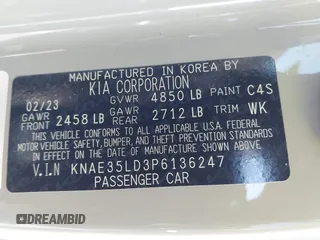 MANUFACTURED IN KOREA BY
KIA CORPORATION
02/23 GVWR 4850 LB PAINT C4S
GAWR FRONT 2458 LB GAWR REAR 2712 LB TRIM WK
THIS VEHICLE CONFORMS TO ALL APPLICABLE U.S. FEDERAL
MOTOR VEHICLE SAFETY, BUMPER, AND THEFT PREVENTION
STANDARDS IN EFFECT ON THE DATE OF MANUFACTURE SHOWN ABOVE.
V.I.N KNAE35LD3P6136247
PASSENGER CAR
DREAMBID